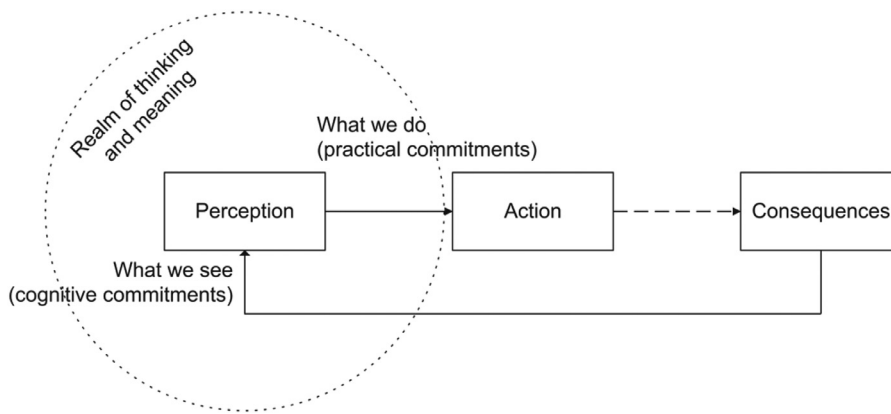 Realm of thinking
and meaning
What we do
(practical commitments)
Perception
Action
Consequences
What we see
(cognitive commitments)